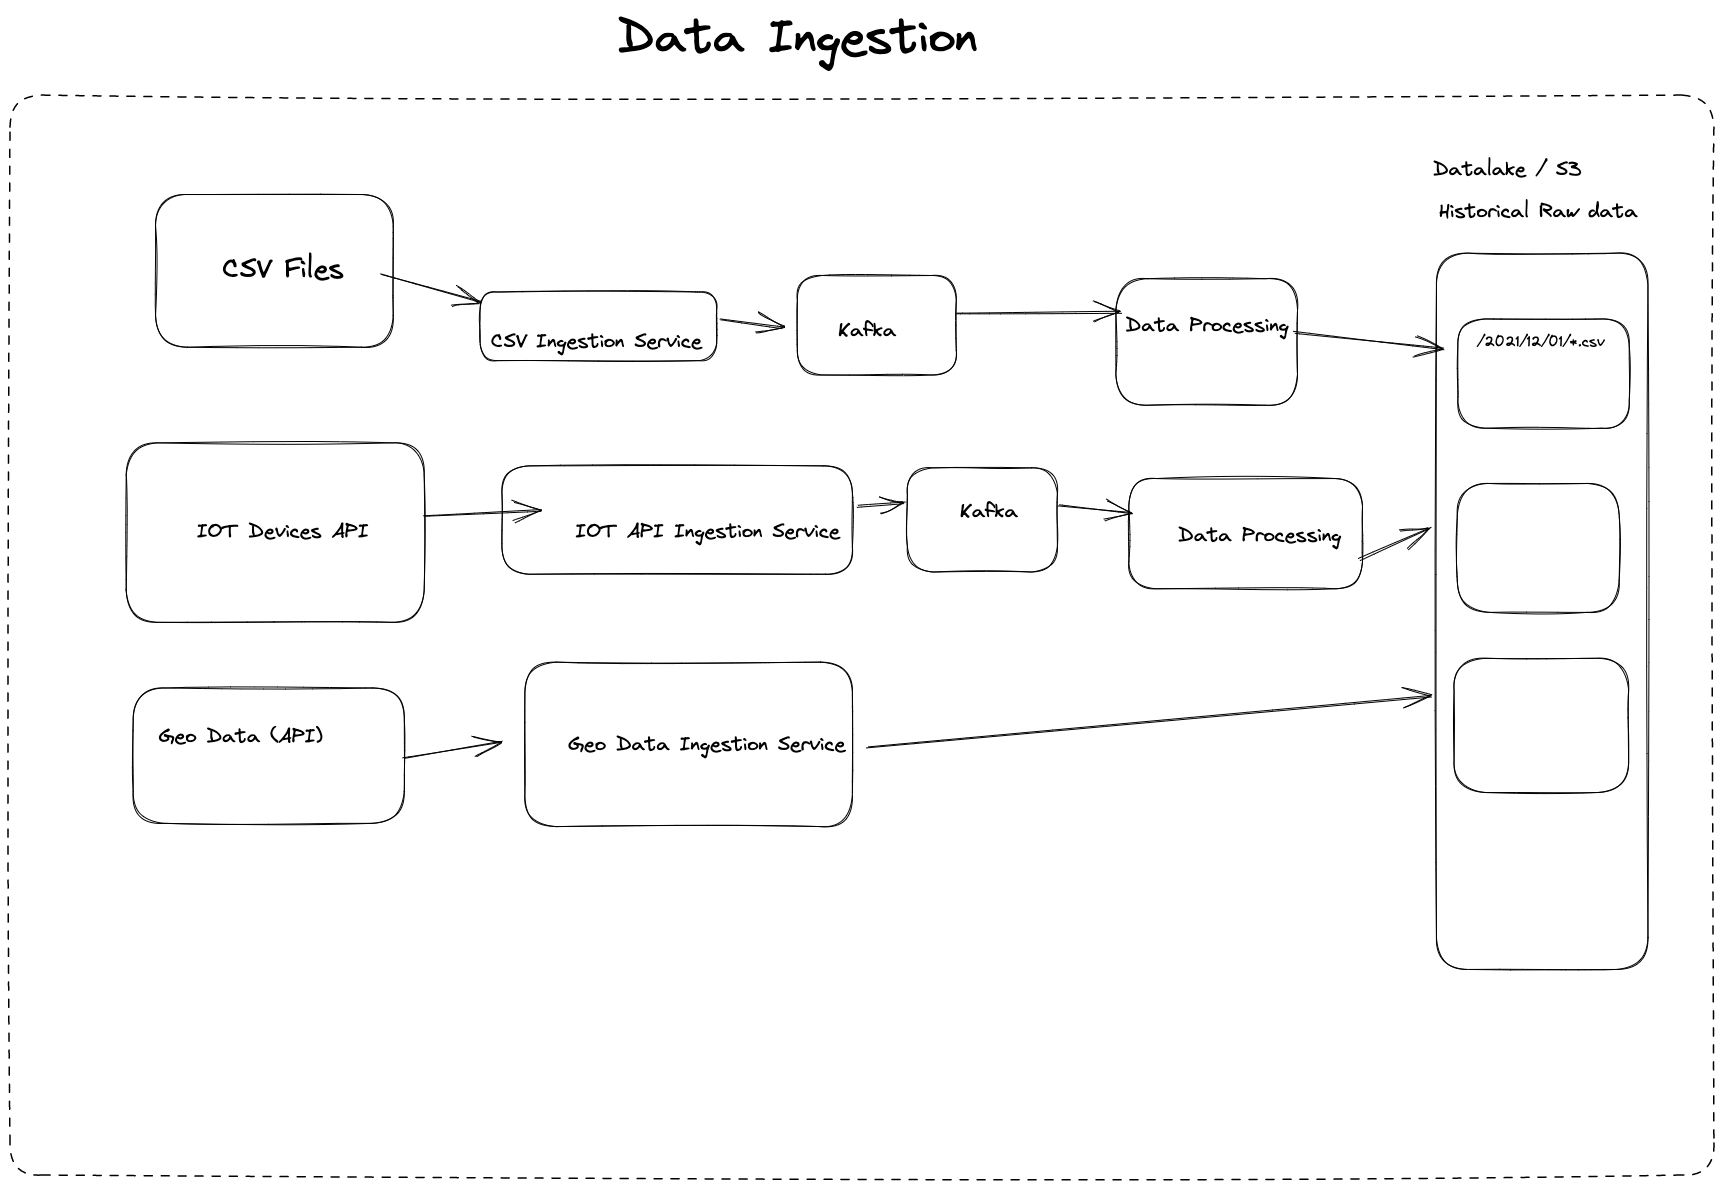 Data Ingestion
Datalake / S3
Historical Raw data
CSV Files
CSV Ingestion Service
Kafka
Data Processing
/2021/12/01/*.csv
IOT Devices API
IOT API Ingestion Service
Kafka
Data Processing
Geo Data (API)
Geo Data Ingestion Service